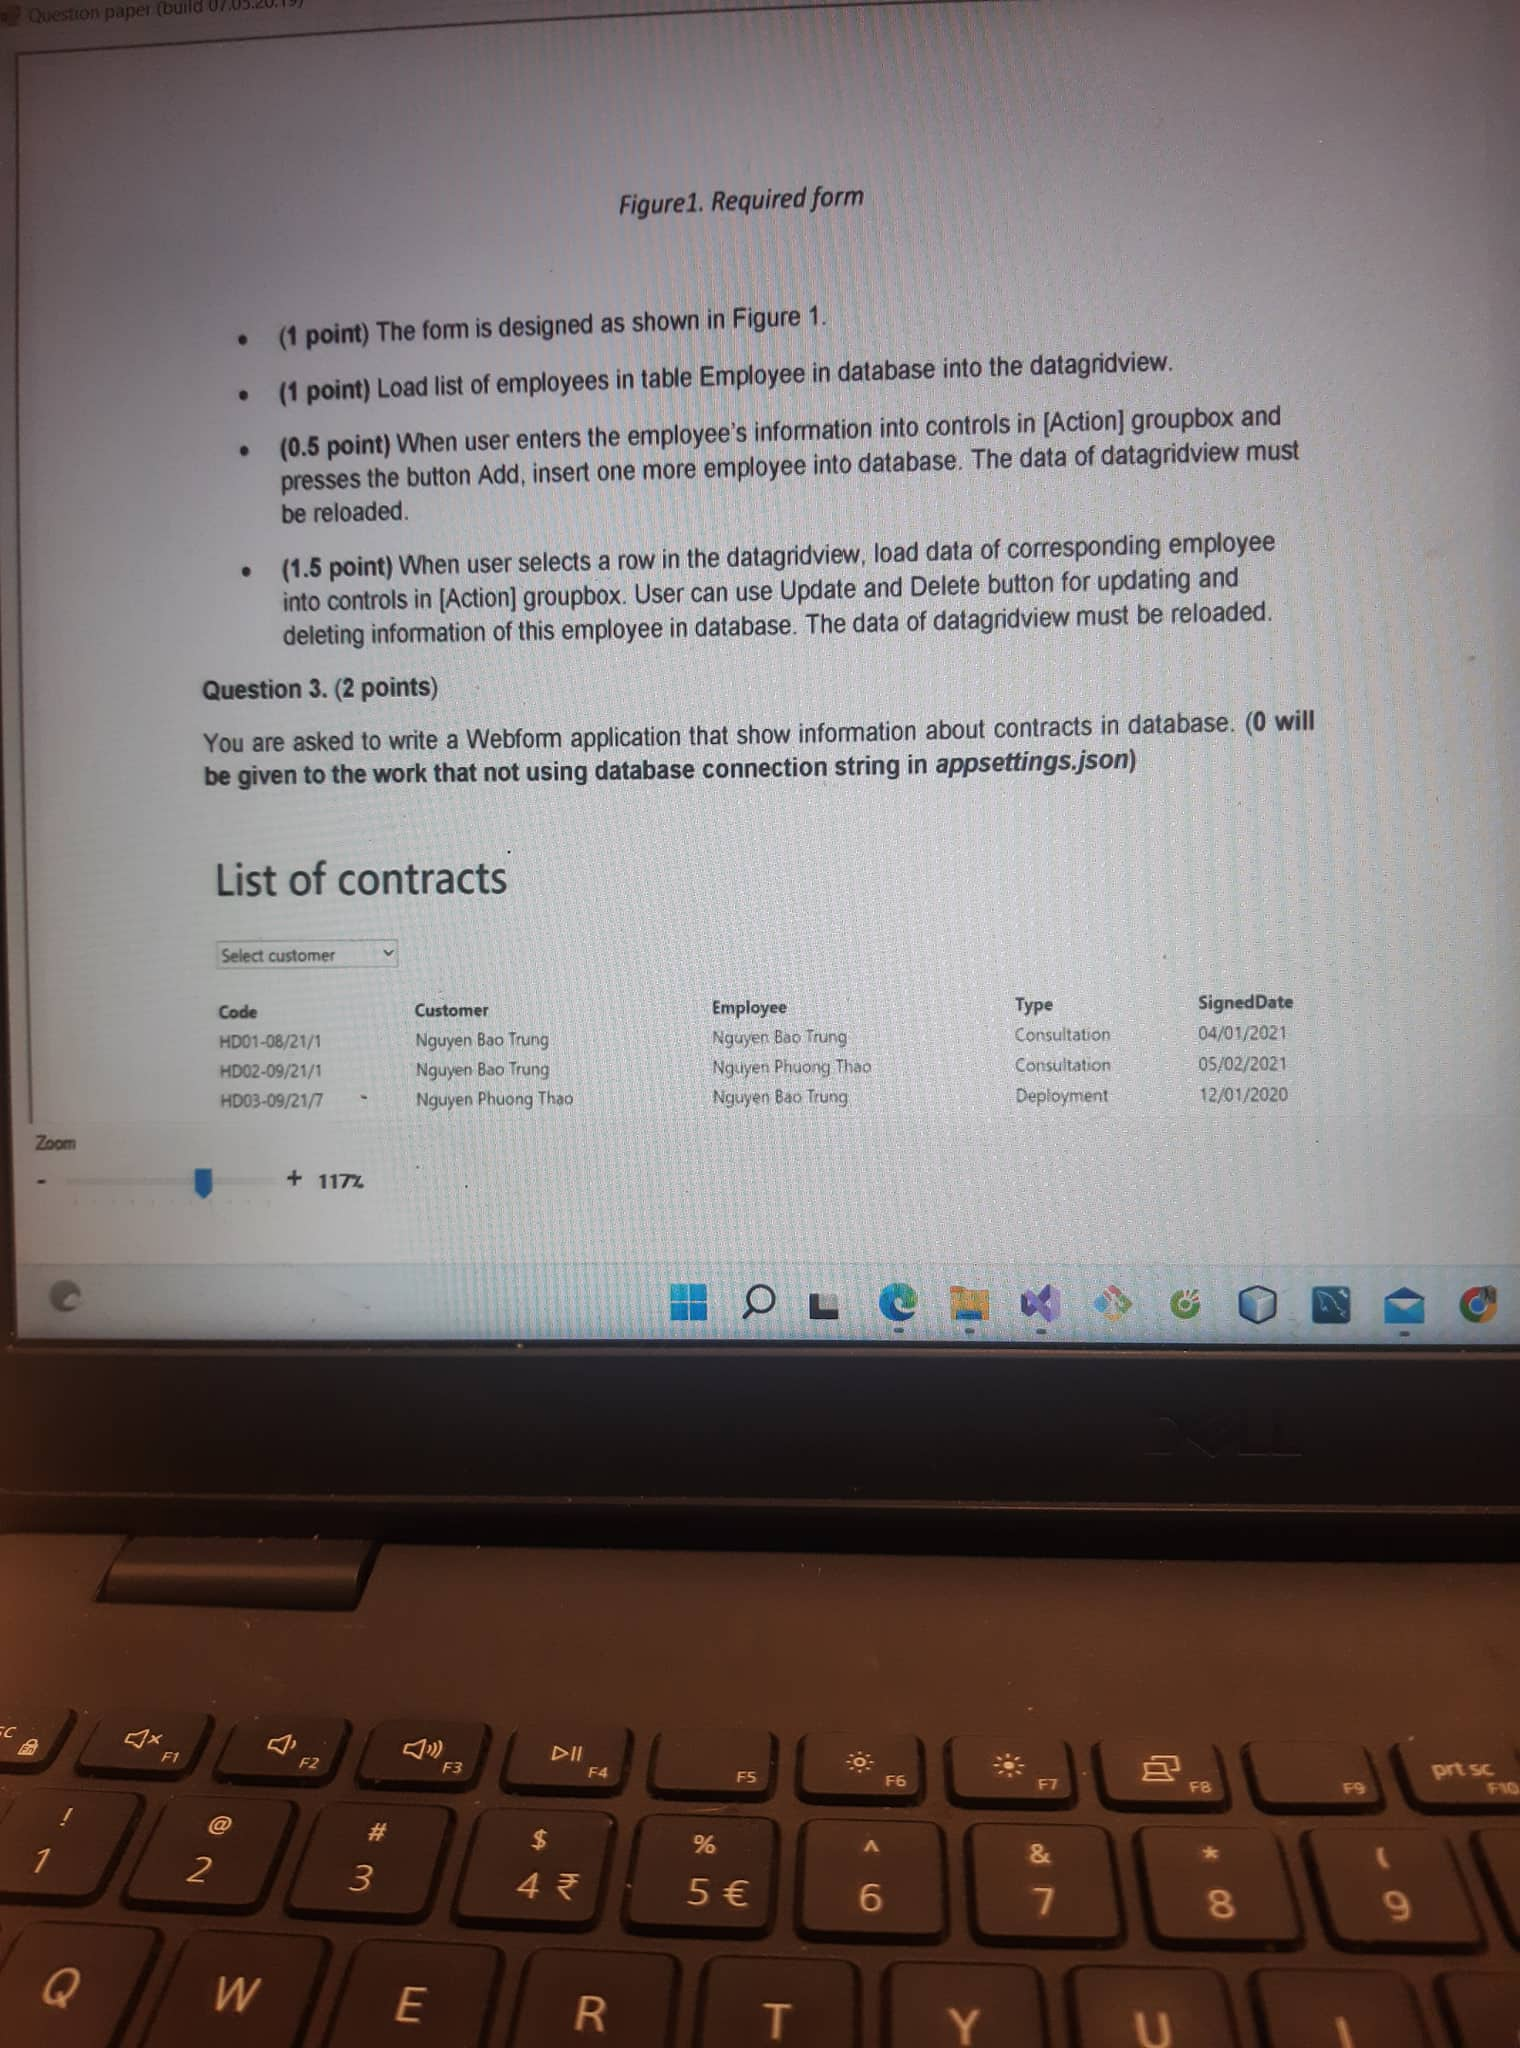 Question paper (build 07.05.20.19)
Figure1. Required form
• (1 point) The form is designed as shown in Figure 1.
• (1 point) Load list of employees in table Employee in database into the datagridview.
• (0.5 point) When user enters the employee's information into controls in [Action] groupbox and
presses the button Add, insert one more employee into database. The data of datagridview must
be reloaded.
• (1.5 point) When user selects a row in the datagridview, load data of corresponding employee
into controls in [Action] groupbox. User can use Update and Delete button for updating and
deleting information of this employee in database. The data of datagridview must be reloaded.
Question 3. (2 points)
You are asked to write a Webform application that show information about contracts in database. (0 will
be given to the work that not using database connection string in appsettings.json)
List of contracts
Select customer
Code Customer Employee Type SignedDate
HD01-08/21/1 Nguyen Bao Trung Nguyen Bao Trung Consultation 04/01/2021
HD02-09/21/1 Nguyen Bao Trung Nguyen Phuong Thao Consultation 05/02/2021
HD03-09/21/7 Nguyen Phuong Thao Nguyen Bao Trung Deployment 12/01/2020
Zoom
- + 117%
DELL
F1 F2 F3 F4 F5 F6 F7 F8 F9 prt sc F10
! @ # $ % ^ & * (
1 2 3 4 ₹ 5 € 6 7 8 9
Q W E R T Y U